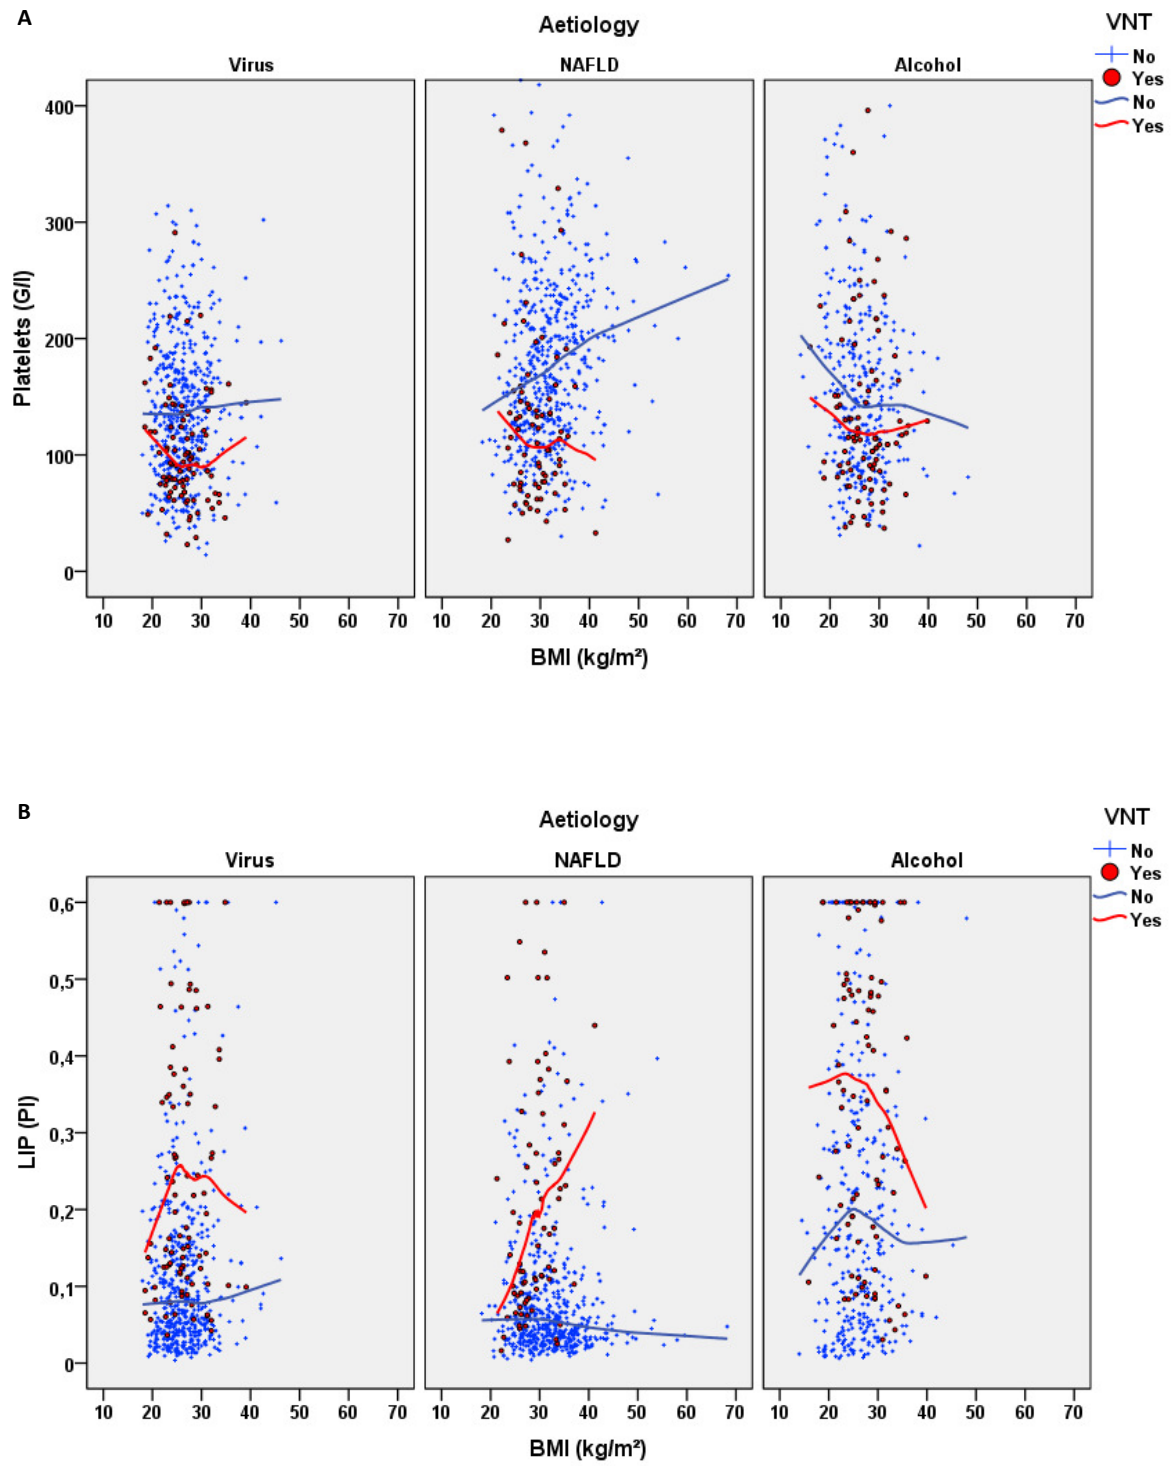 A
Aetiology
VNT
No
Yes
No
Yes
Virus
NAFLD
Alcohol
400
300
200
100
0
Platelets (G/l)
10 20 30 40 50 60 70
20 30 40 50 60 70
10 20 30 40 50 60 70
10
BMI (kg/m²)
B
Aetiology
VNT
No
Yes
No
Yes
Virus
NAFLD
Alcohol
0,6
0,5
0,4
0,3
0,2
0,1
0
LIP (PI)
10 20 30 40 50 60 70
10 20 30 40 50 60 70
10 20 30 40 50 60 70
BMI (kg/m²)